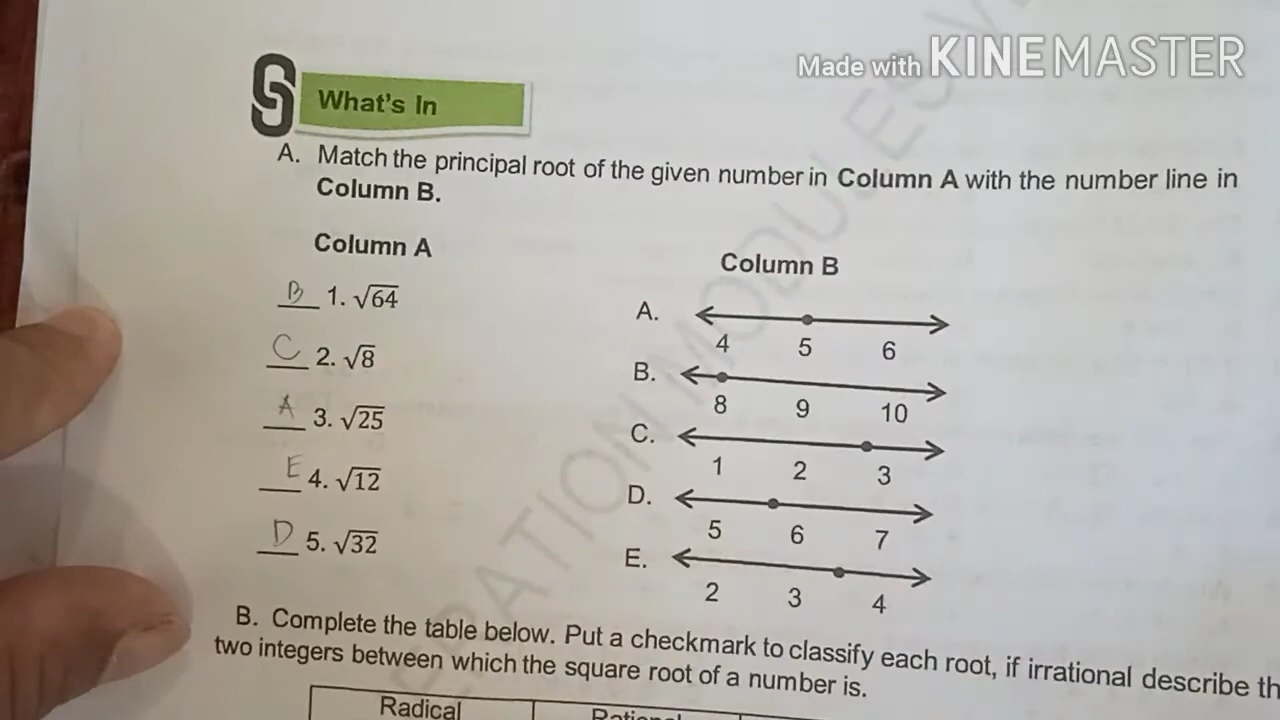 Made with KINEMASTER
What's In
A. Match the principal root of the given number in Column A with the number line in
Column B.
Column A
B 1. √64
C 2. √8
A 3. √25
E 4. √12
D 5. √32
Column B
A.
4 5 6
B.
8 9 10
C.
1 2 3
D.
5 6 7
E.
2 3 4
B. Complete the table below. Put a checkmark to classify each root, if irrational describe th
two integers between which the square root of a number is.
Radical